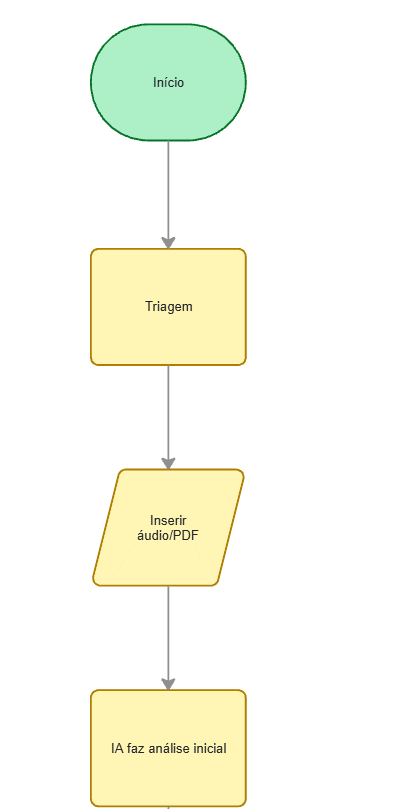 Início
Triagem
Inserir
áudio/PDF
IA faz análise inicial